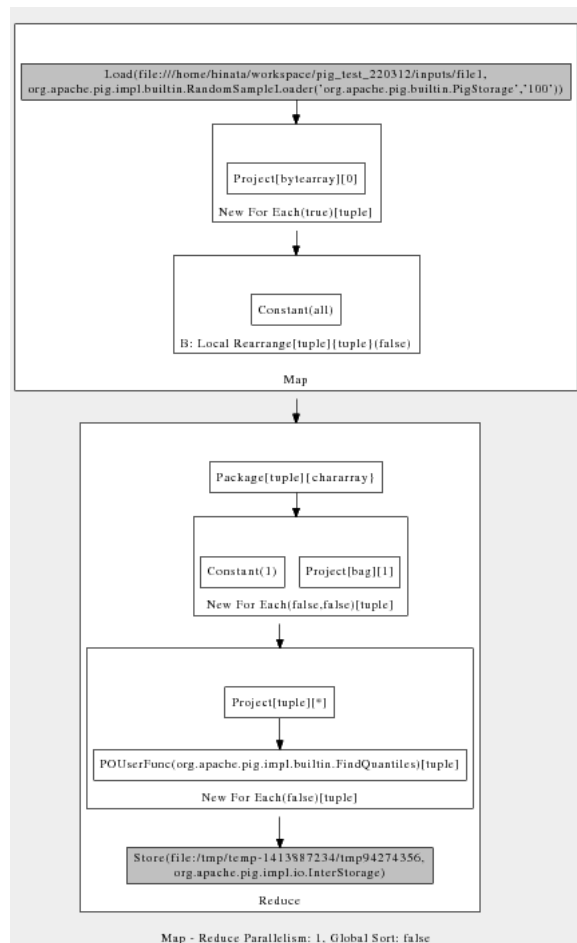 Load(file:///home/hinata/workspace/pig_test_220312/inputs/file1,
org.apache.pig.impl.builtin.RandomSampleLoader('org.apache.pig.builtin.PigStorage','100'))
Project[bytearray][0]
New For Each(true)[tuple]
Constant(all)
B: Local Rearrange[tuple]{tuple}(false)
Map
Package[tuple]{chararray}
Constant(1) Project[bag][1]
New For Each(false,false)[tuple]
Project[tuple][*]
POUserFunc(org.apache.pig.impl.builtin.FindQuantiles)[tuple]
New For Each(false)[tuple]
Store(file:/tmp/temp-1413887234/tmp94274356,
org.apache.pig.impl.io.InterStorage)
Reduce
Map - Reduce Parallelism: 1, Global Sort: false